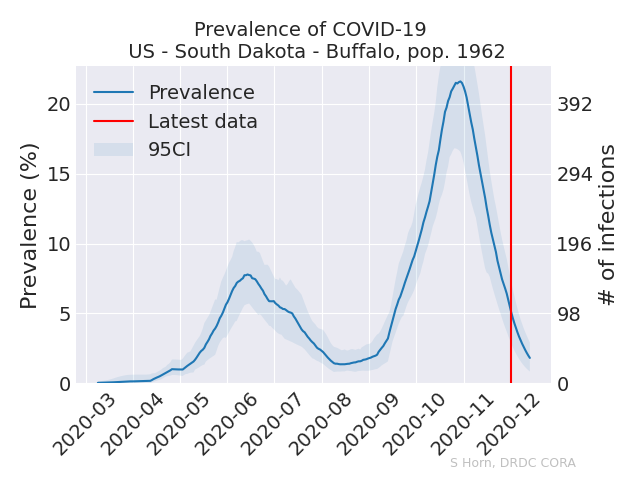 Prevalence of COVID-19
US - South Dakota - Buffalo, pop. 1962
Prevalence
Latest data
95CI
Prevalence (%)
20
15
10
5
0
392
294
196
98
0
# of infections
2020-03
2020-04
2020-05
2020-06
2020-07
2020-08
2020-09
2020-10
2020-11
2020-12
S Horn, DRDC CORA